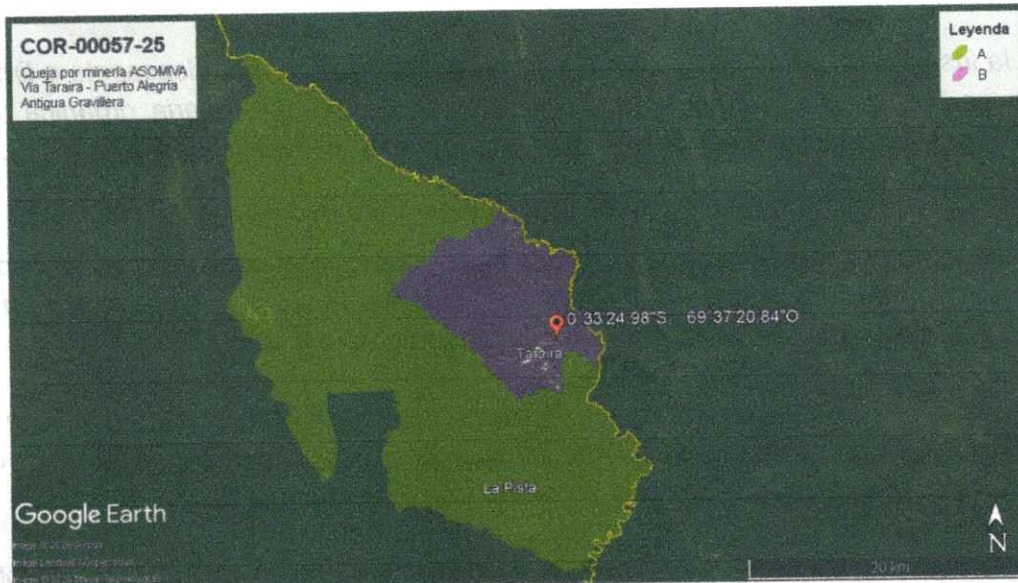 COR-00057-25
Queja por minería ASOMIVA
Vía Taraira - Puerto Alegría
Antigua Gravillera
Leyenda
A
B
0°33'24.98"S 69°37'20.84"O
Taraira
La Pista
Google Earth
N
20 km